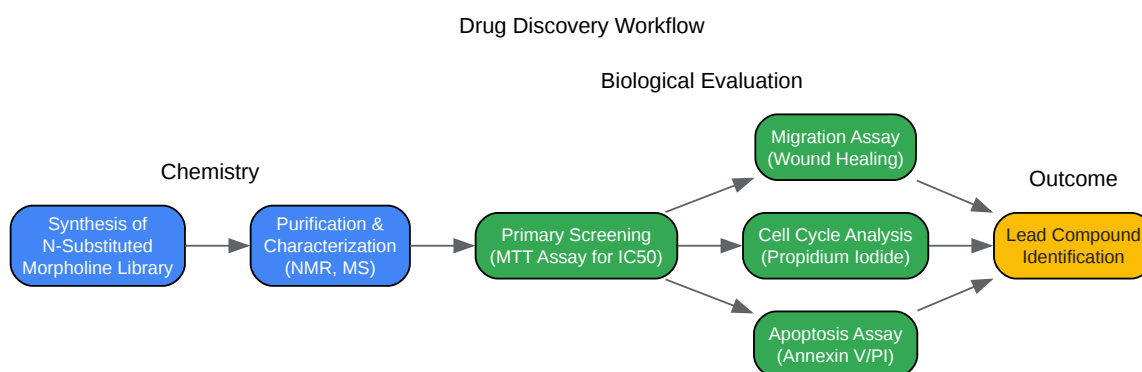 Drug Discovery Workflow
Biological Evaluation
Chemistry
Outcome
Synthesis of
N-Substituted
Morpholine Library
Purification &
Characterization
(NMR, MS)
Primary Screening
(MTT Assay for IC50)
Migration Assay
(Wound Healing)
Cell Cycle Analysis
(Propidium Iodide)
Apoptosis Assay
(Annexin V/PI)
Lead Compound
Identification